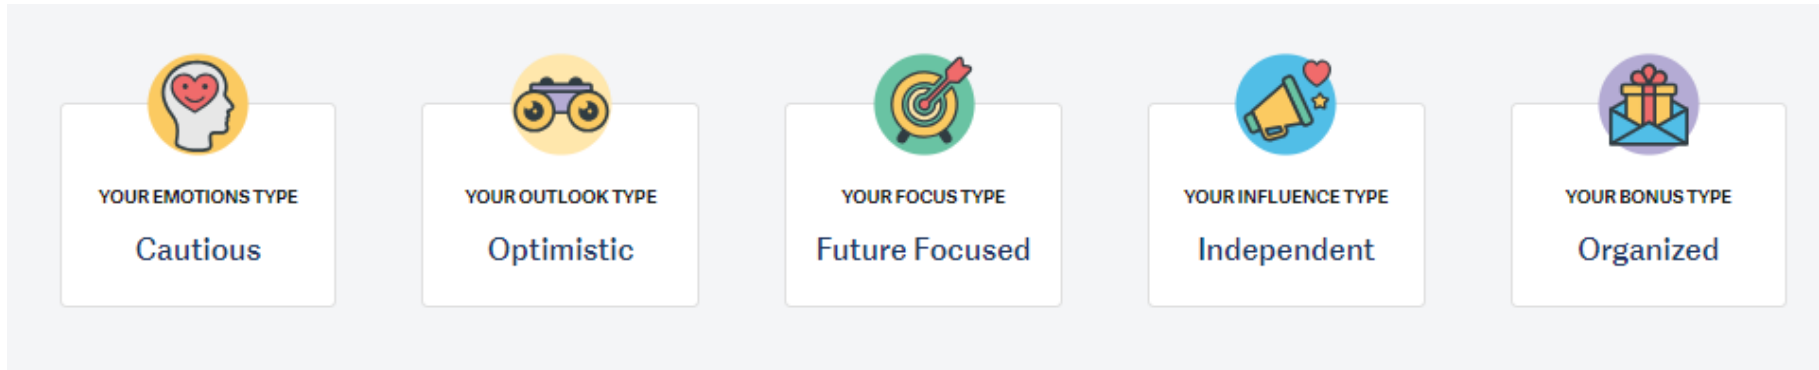 YOUR EMOTIONS TYPE
Cautious
YOUR OUTLOOK TYPE
Optimistic
YOUR FOCUS TYPE
Future Focused
YOUR INFLUENCE TYPE
Independent
YOUR BONUS TYPE
Organized